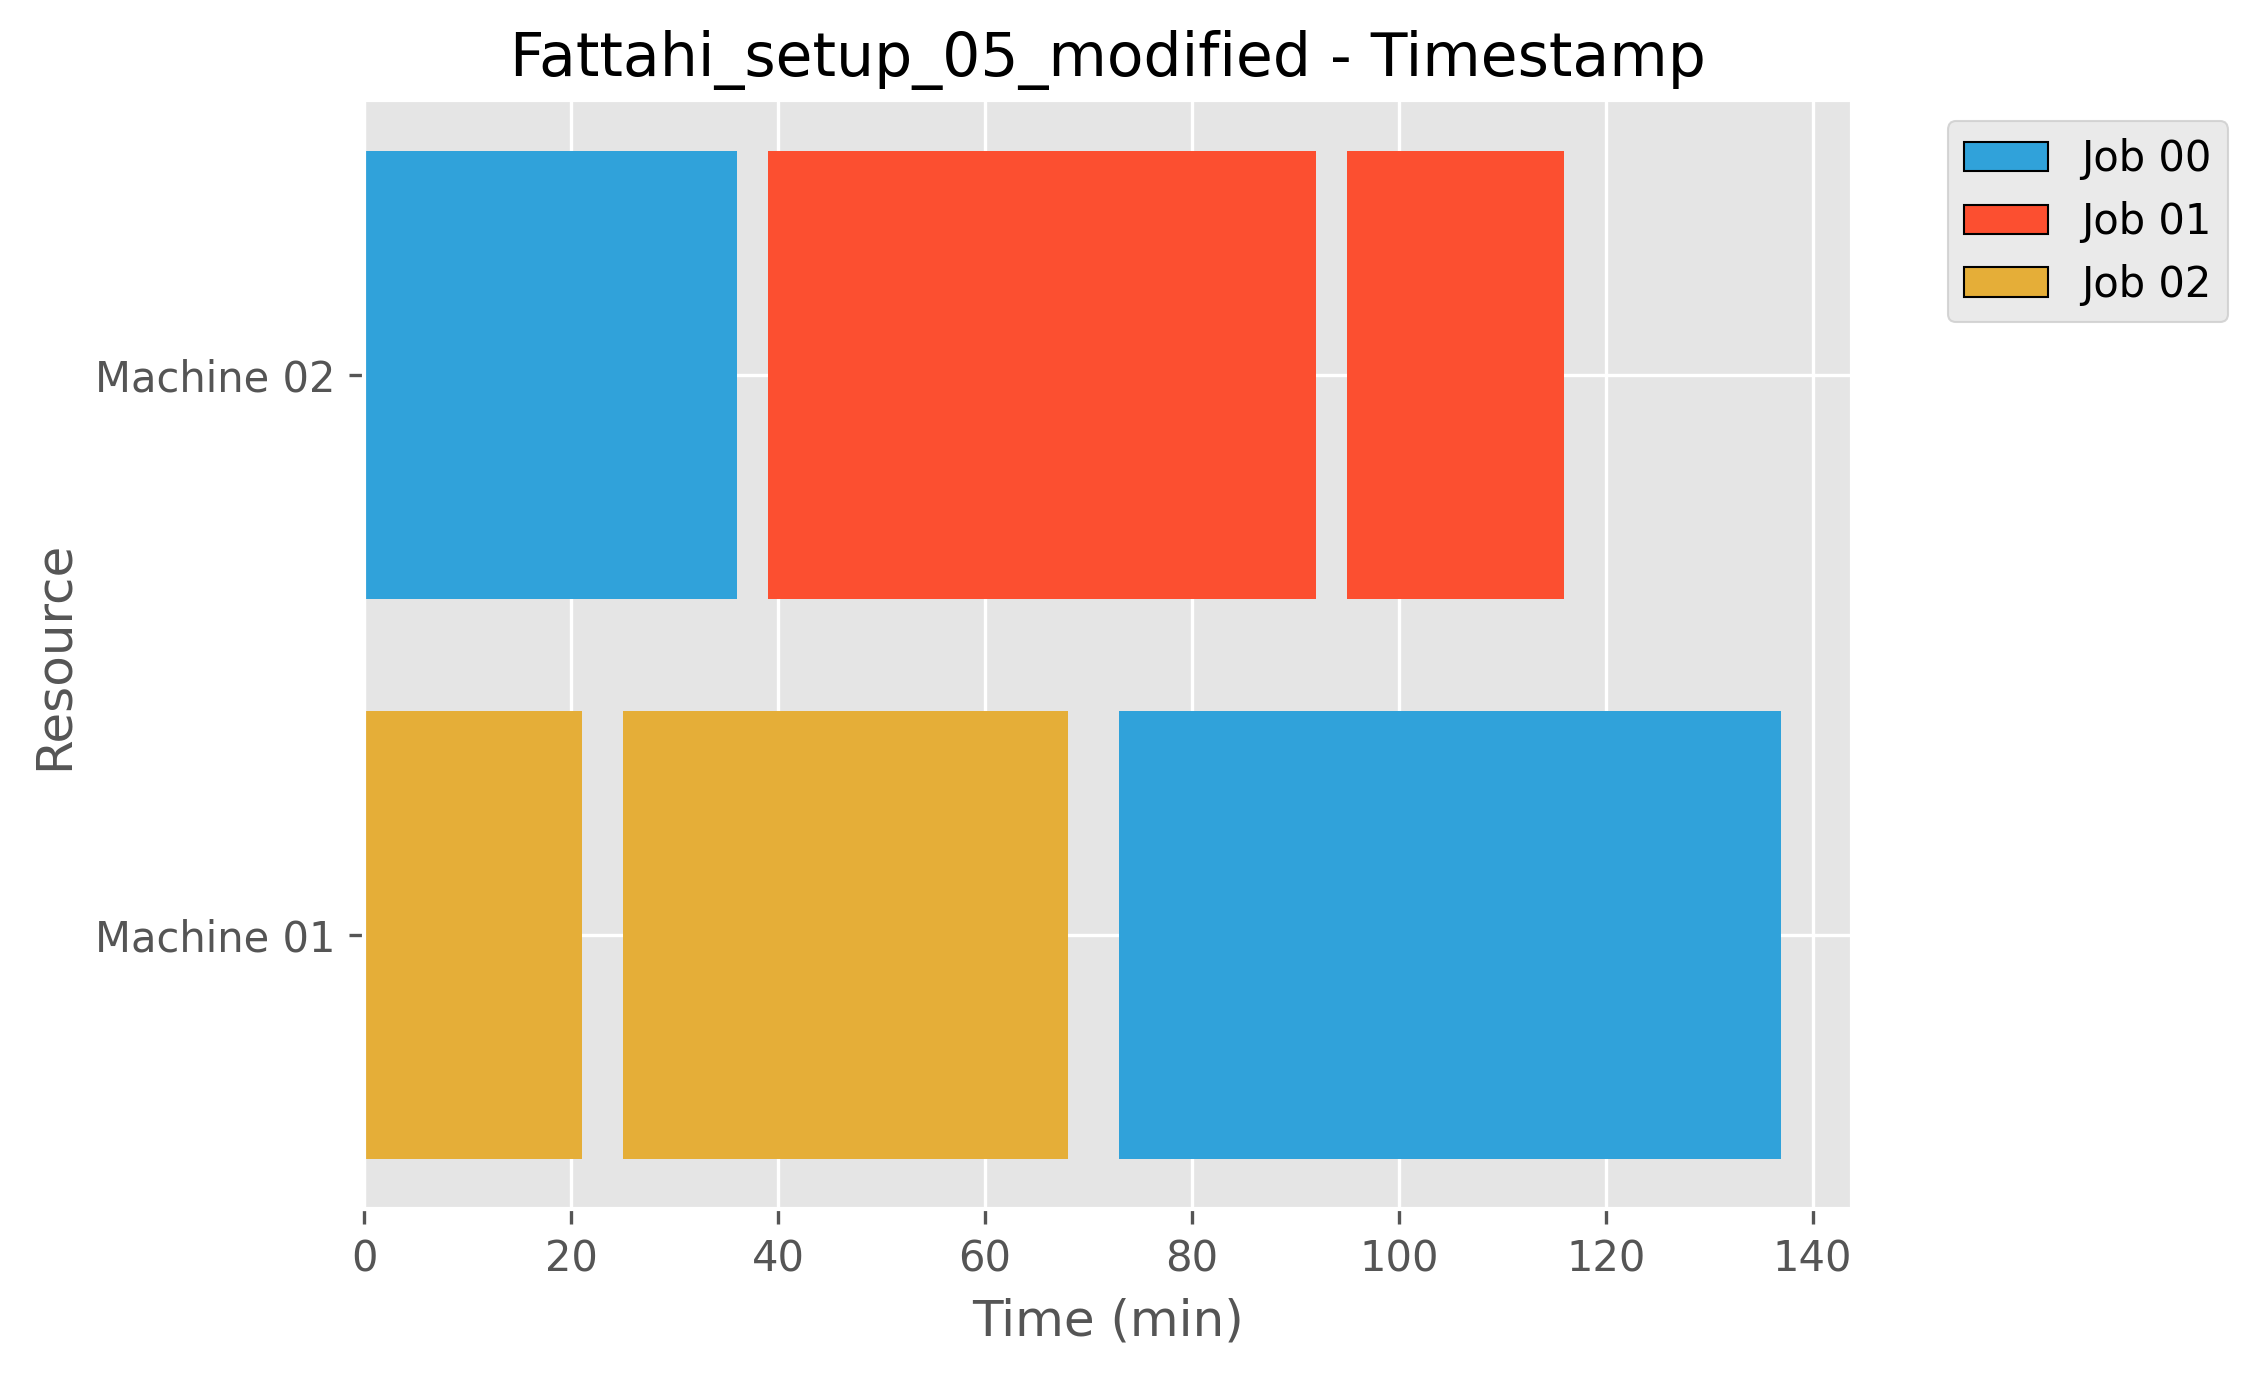 Fattahi_setup_05_modified - Timestamp
Job 00
Job 01
Job 02
Machine 02
Machine 01
Resource
0 20 40 60 80 100 120 140
Time (min)